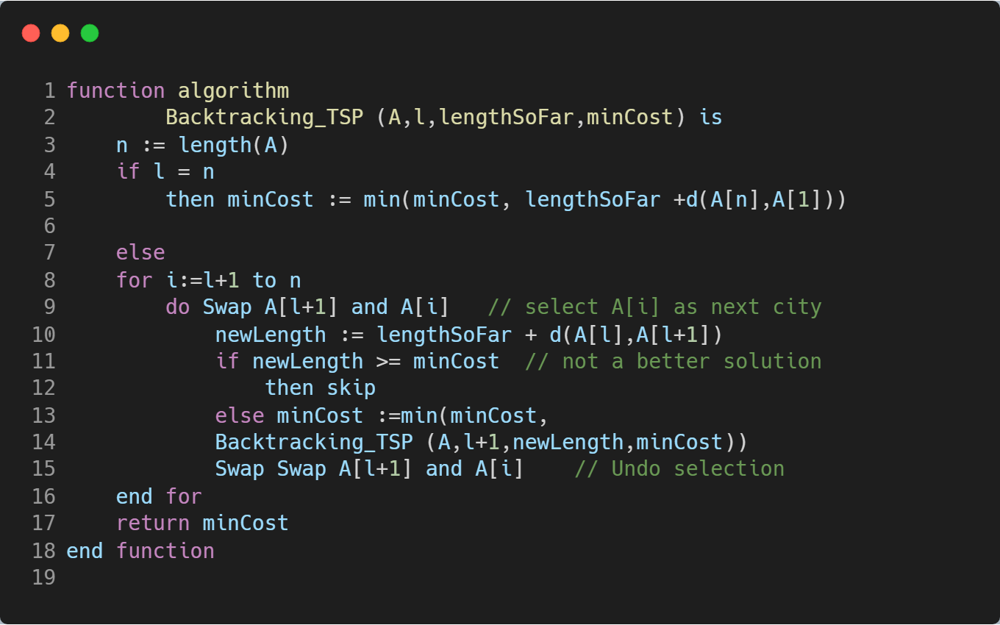 1 function algorithm
2         Backtracking_TSP (A,l,lengthSoFar,minCost) is
3     n := length(A)
4     if l = n
5         then minCost := min(minCost, lengthSoFar +d(A[n],A[1]))
6
7     else
8     for i:=l+1 to n
9         do Swap A[l+1] and A[i]   // select A[i] as next city
10             newLength := lengthSoFar + d(A[l],A[l+1])
11             if newLength >= minCost  // not a better solution
12                 then skip
13             else minCost :=min(minCost,
14             Backtracking_TSP (A,l+1,newLength,minCost))
15             Swap Swap A[l+1] and A[i]    // Undo selection
16     end for
17     return minCost
18 end function
19